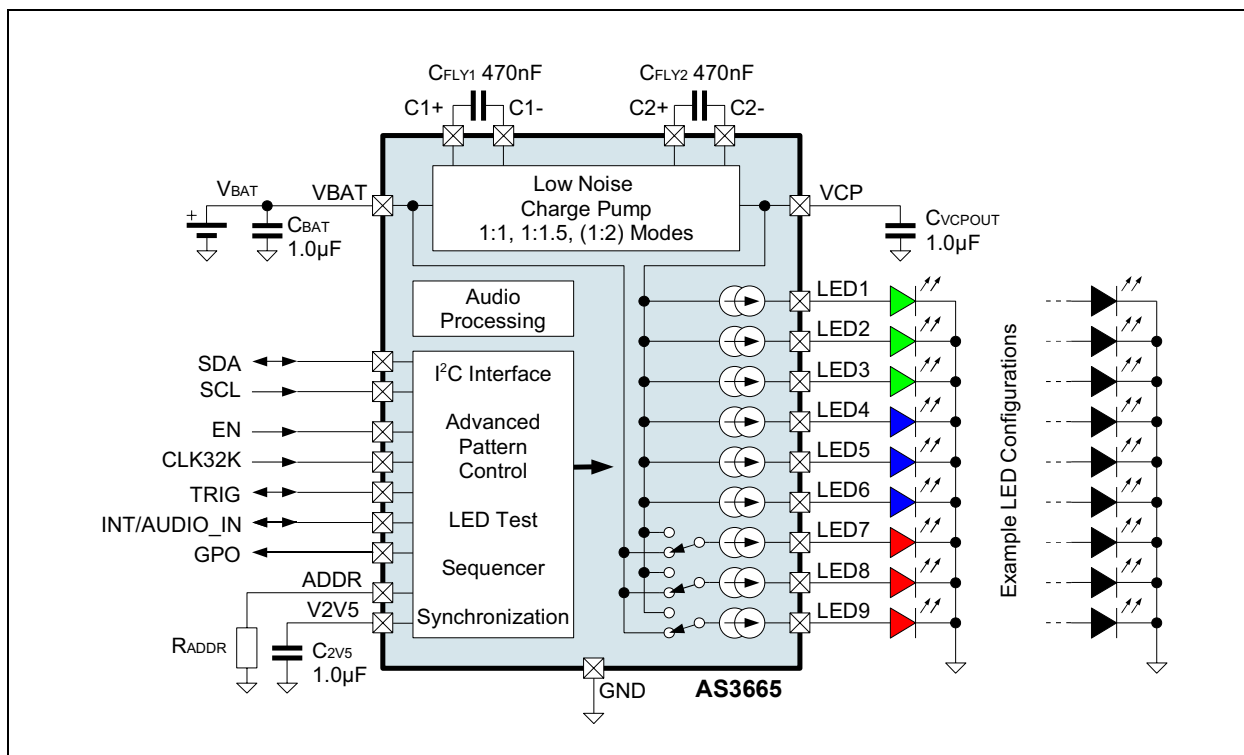 CFLY1 470nF
CFLY2 470nF
C1+
C1-
C2+
C2-
VBAT
VBAT
+
CBAT
1.0µF
Low Noise
Charge Pump
1:1, 1:1.5, (1:2) Modes
VCP
CVCPOUT
1.0µF
Audio
Processing
SDA
SCL
EN
CLK32K
TRIG
INT/AUDIO_IN
GPO
ADDR
V2V5
RADDR
C2V5
1.0µF
I²C Interface
Advanced
Pattern
Control
LED Test
Sequencer
Synchronization
LED1
LED2
LED3
LED4
LED5
LED6
LED7
LED8
LED9
Example LED Configurations
GND
AS3665